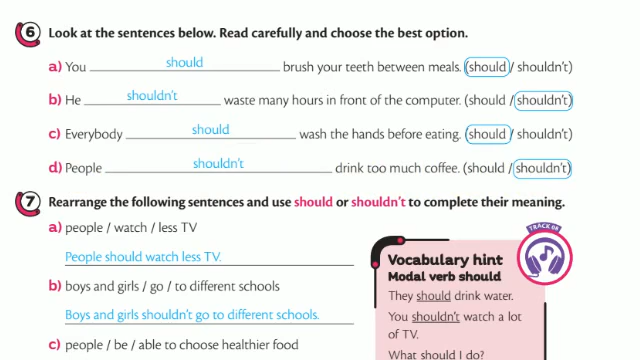 6 Look at the sentences below. Read carefully and choose the best option.
a) You should brush your teeth between meals. (should / shouldn't)
b) He shouldn't waste many hours in front of the computer. (should / shouldn't)
c) Everybody should wash the hands before eating. (should / shouldn't)
d) People shouldn't drink too much coffee. (should / shouldn't)
7 Rearrange the following sentences and use should or shouldn't to complete their meaning.
a) people / watch / less TV
People should watch less TV.
b) boys and girls / go / to different schools
Boys and girls shouldn't go to different schools.
c) people / be / able to choose healthier food
TRACK 08
Vocabulary hint
Modal verb should
They should drink water.
You shouldn't watch a lot
of TV.
What should I do?